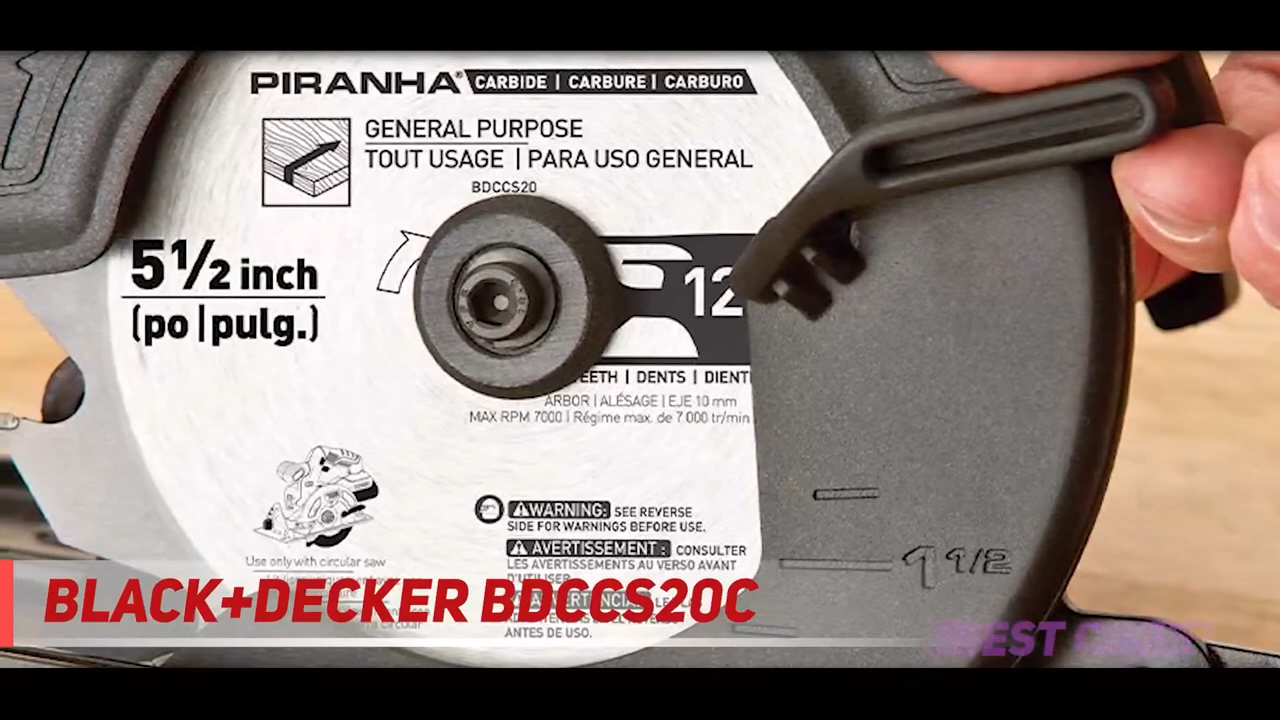 PIRANHA® CARBIDE | CARBURE | CARBURO
GENERAL PURPOSE
TOUT USAGE | PARA USO GENERAL
BDCCS20
5 1/2 inch
(po | pulg.)
12
TEETH | DENTS | DIENT
ARBOR | ALÉSAGE | EJE 10 mm
MAX RPM 7000 | Régime max. de 7 000 tr/min
WARNING: SEE REVERSE
SIDE FOR WARNINGS BEFORE USE.
AVERTISSEMENT : CONSULTER
LES AVERTISSEMENTS AU VERSO AVANT
D'UTILISER
ANTES DE USO.
Use only with circular saw
1 1/2
BLACK+DECKER BDCCS20C